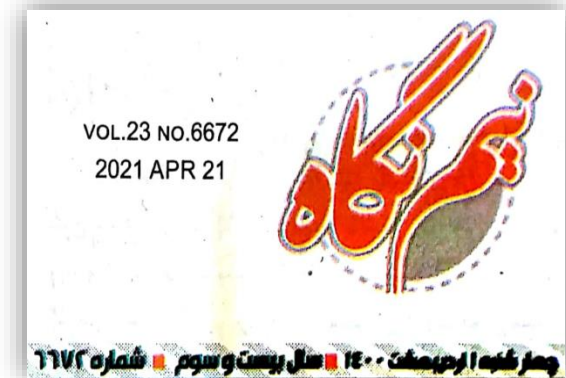 نیم نگاه
VOL.23 NO.6672
2021 APR 21
چهارشنبه ۱ اردیبهشت ۱۴۰۰ ■ سال بیست و سوم ■ شماره ۶۶۷۲